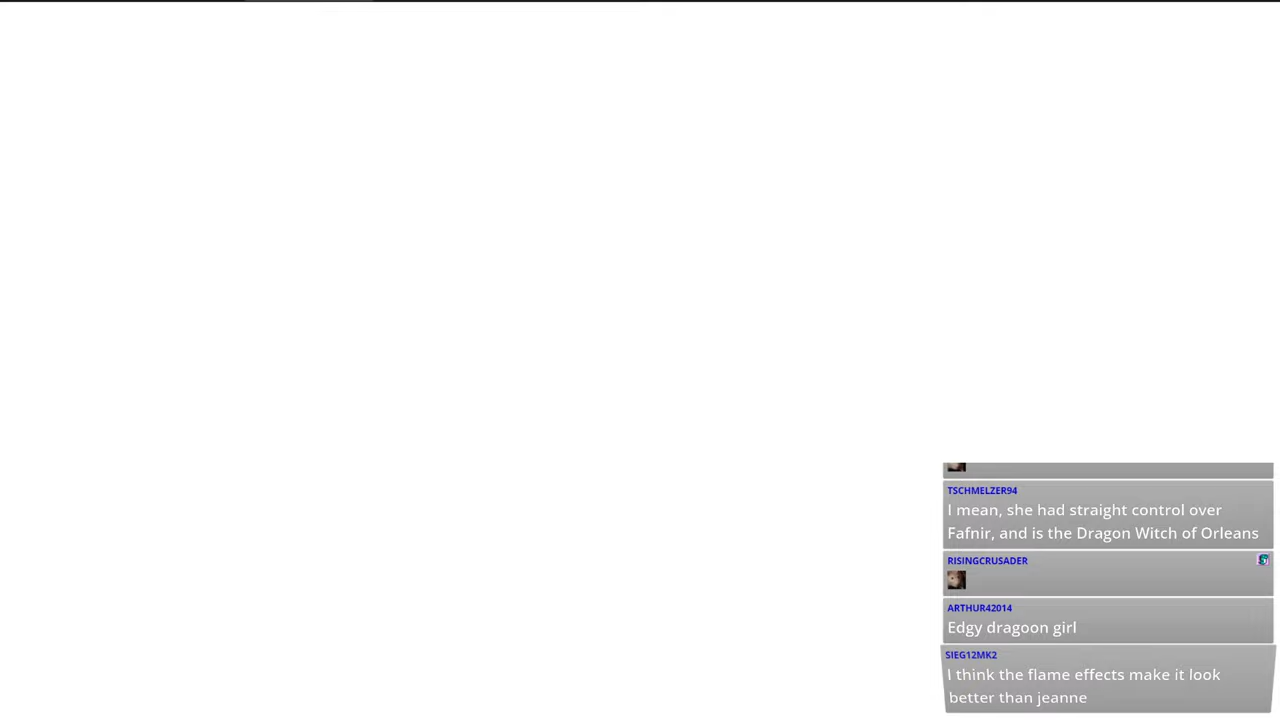 TSCHMELZER94
I mean, she had straight control over
Fafnir, and is the Dragon Witch of Orleans
RISINGCRUSADER
ARTHUR42014
Edgy dragoon girl
SIEG12MK2
I think the flame effects make it look
better than jeanne